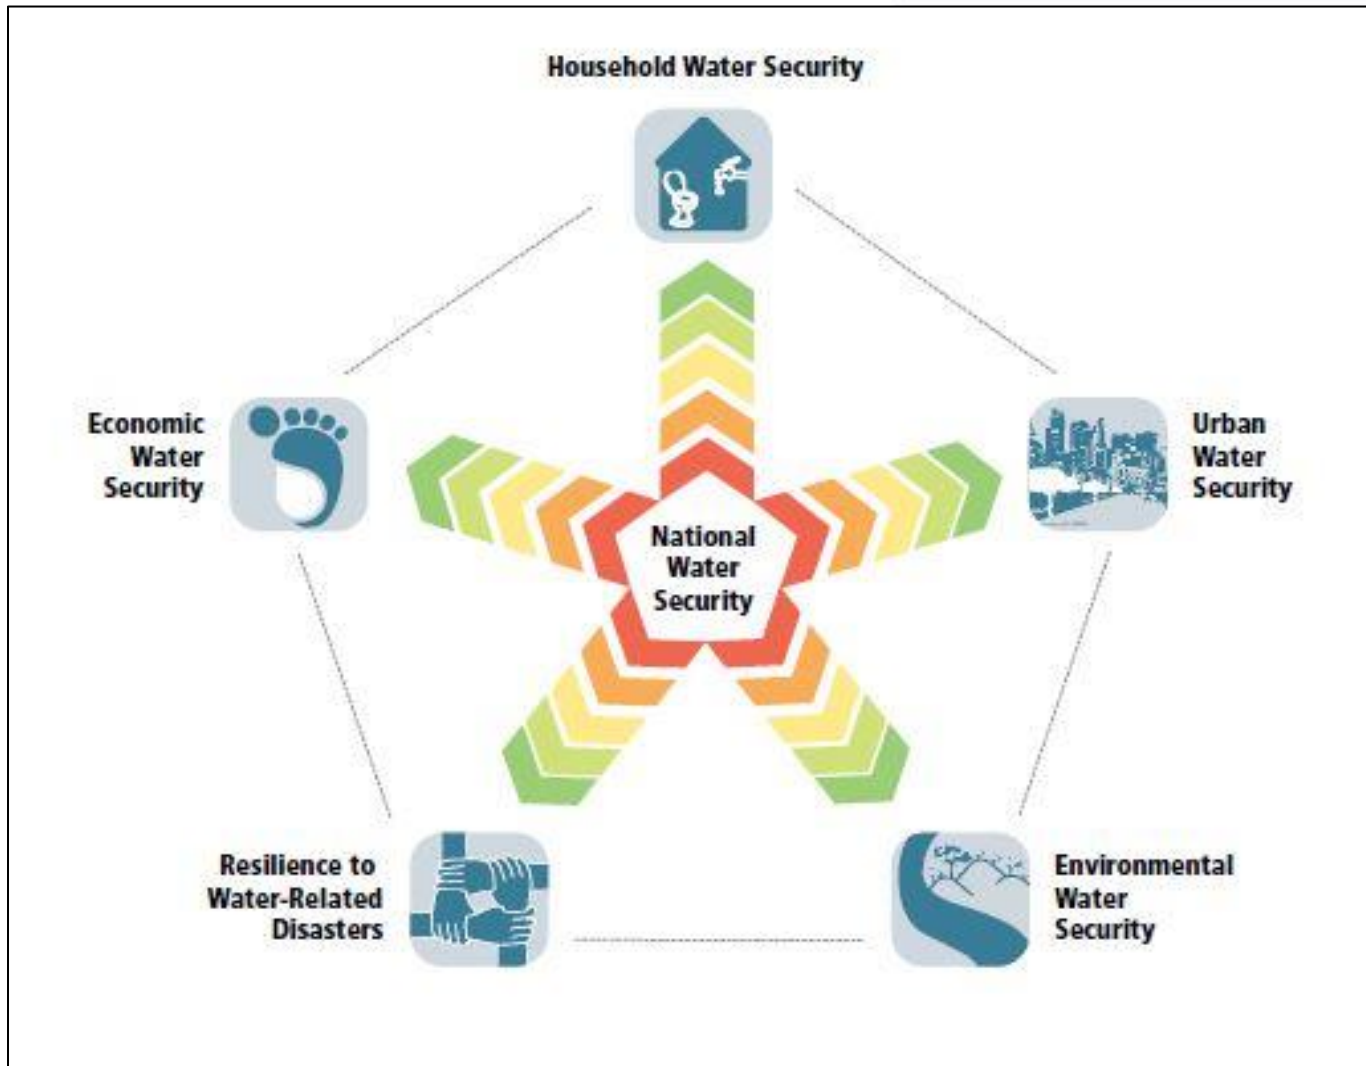 Household Water Security
Economic
Water
Security
Urban
Water
Security
National
Water
Security
Resilience to
Water-Related
Disasters
Environmental
Water
Security